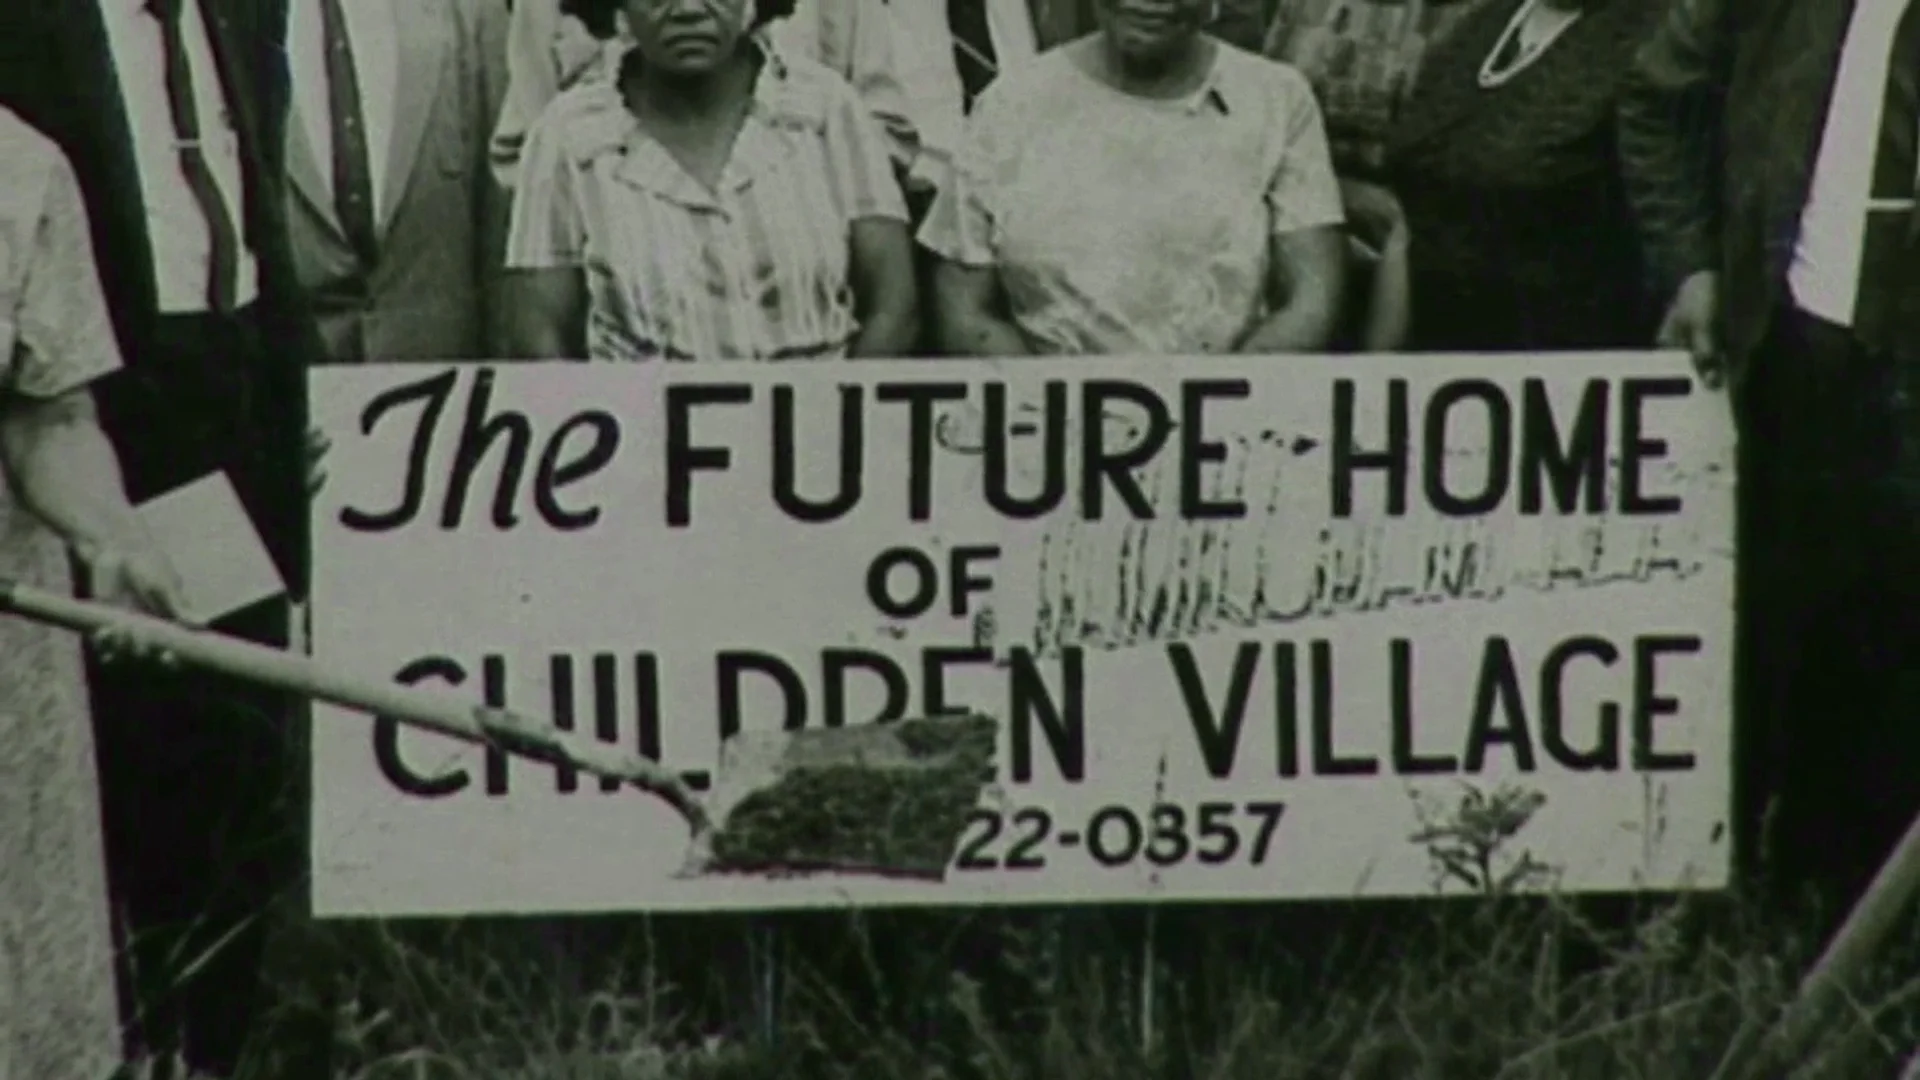 The FUTURE HOME
OF
CHILDREN VILLAGE
22-0357